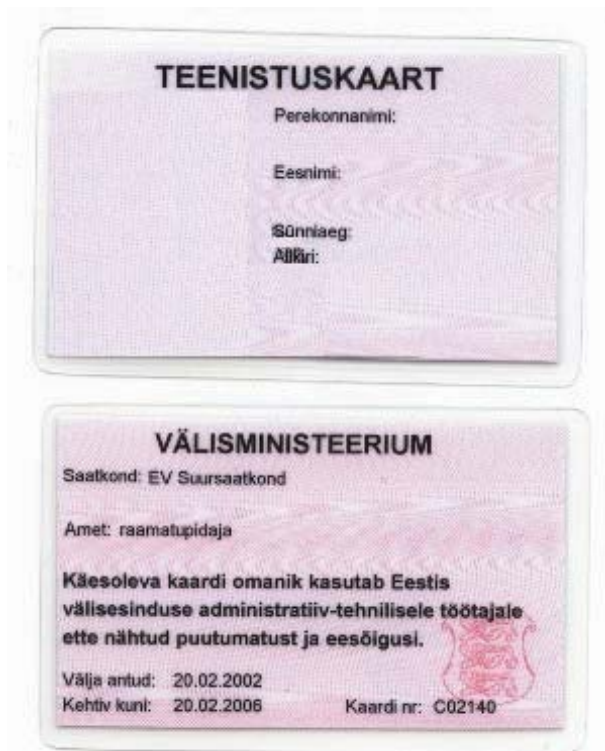 TEENISTUSKAART
Perekonnanimi:
Eesnimi:
Sünniaeg:
VÄLISMINISTEERIUM
Saatkond: EV Suursaatkond
Amet: raamatupidaja
Käesoleva kaardi omanik kasutab Eestis
välisesinduse administratiiv-tehnilisele töötajale
ette nähtud puutumatust ja eesõigusi.
Välja antud: 20.02.2002
Kehtiv kuni: 20.02.2006
Kaardi nr: C02140